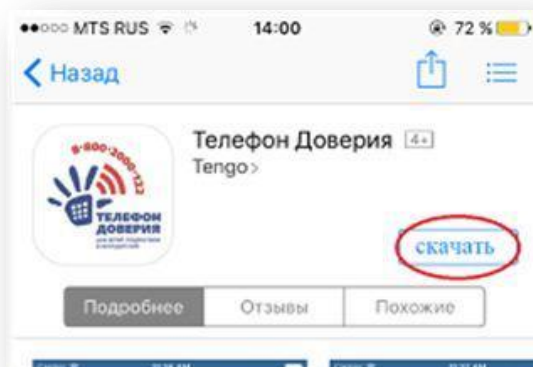 MTS RUS 14:00 72 %
Назад
8-800-2000-122
ТЕЛЕФОН
ДОВЕРИЯ
Телефон Доверия 4+
Tengo
скачать
Подробнее Отзывы Похожие